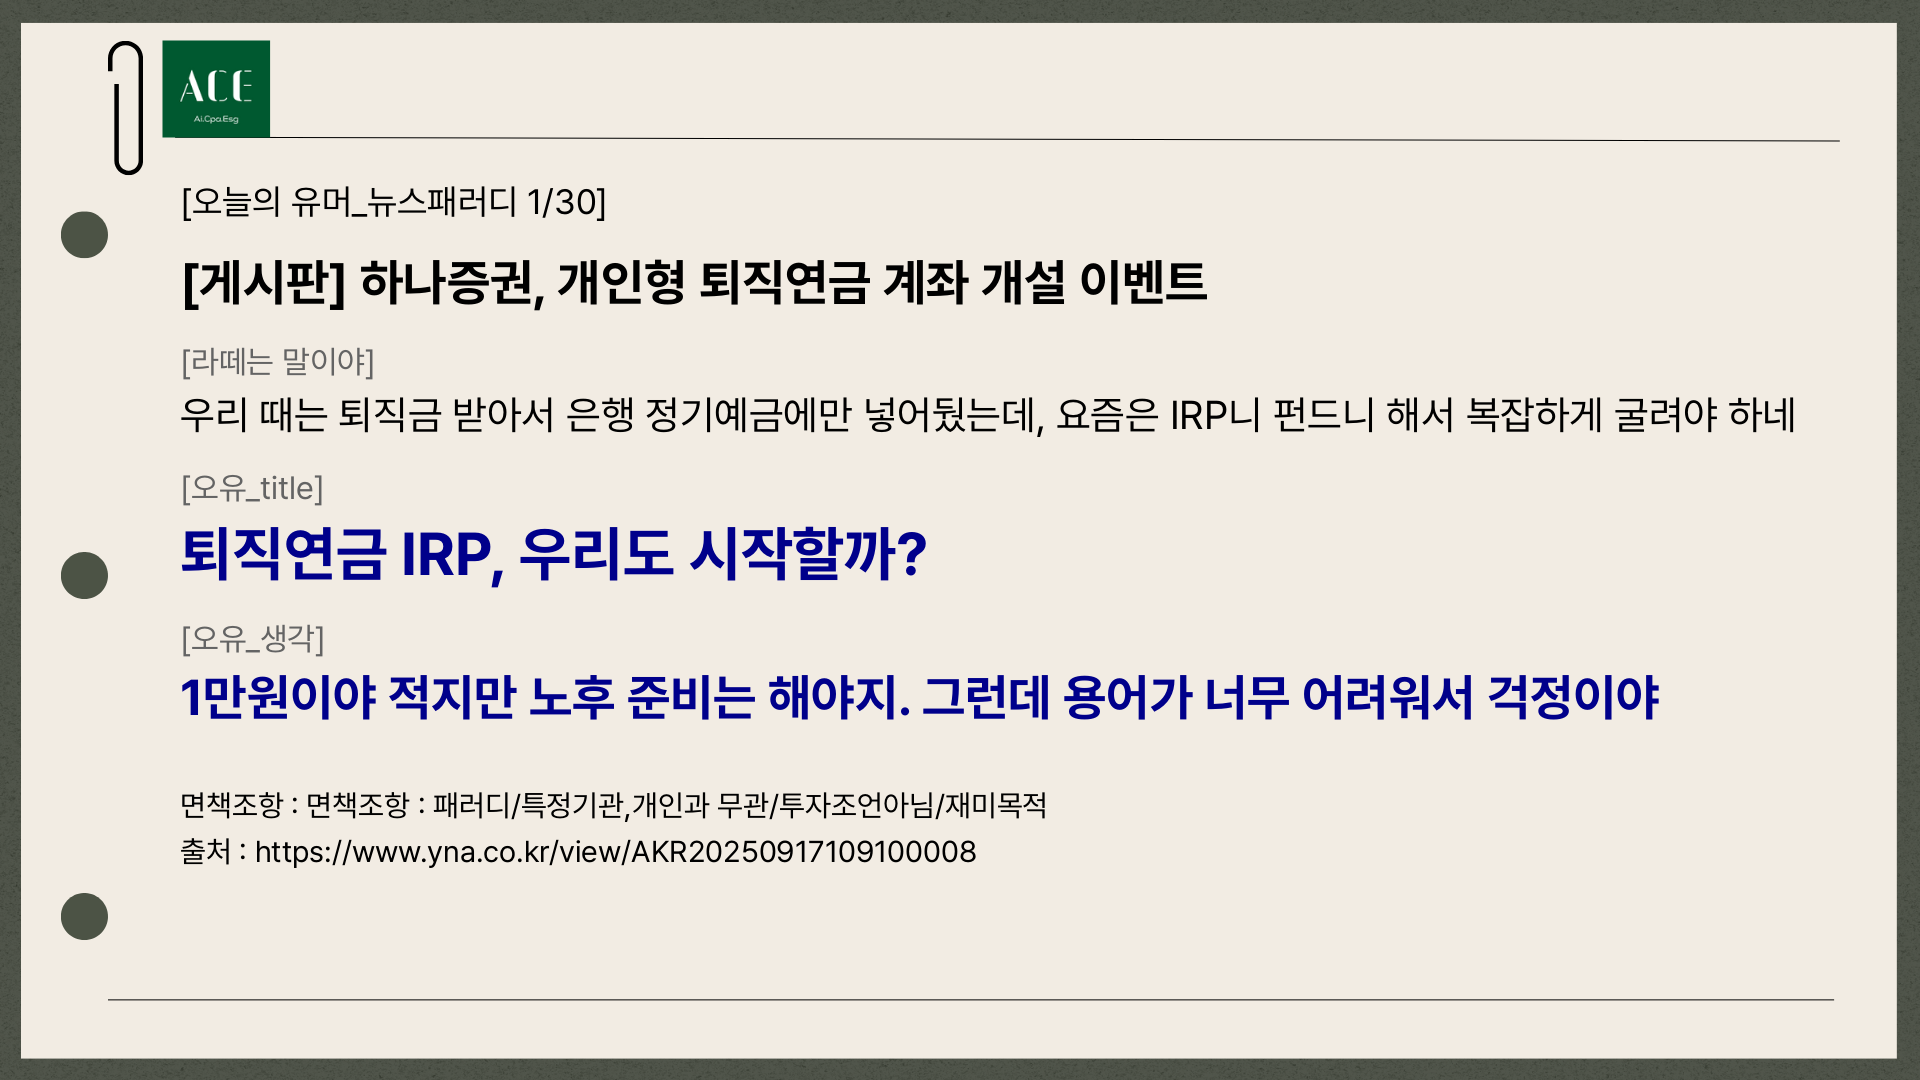 ACE
Ai.Cpa.Esg
[오늘의 유머_뉴스패러디 1/30]
[게시판] 하나증권, 개인형 퇴직연금 계좌 개설 이벤트
[라떼는 말이야]
우리 때는 퇴직금 받아서 은행 정기예금에만 넣어뒀는데, 요즘은 IRP니 펀드니 해서 복잡하게 굴려야 하네
[오유_title]
퇴직연금 IRP, 우리도 시작할까?
[오유_생각]
1만원이야 적지만 노후 준비는 해야지. 그런데 용어가 너무 어려워서 걱정이야
면책조항 : 면책조항 : 패러디/특정기관,개인과 무관/투자조언아님/재미목적
출처 : https://www.yna.co.kr/view/AKR20250917109100008